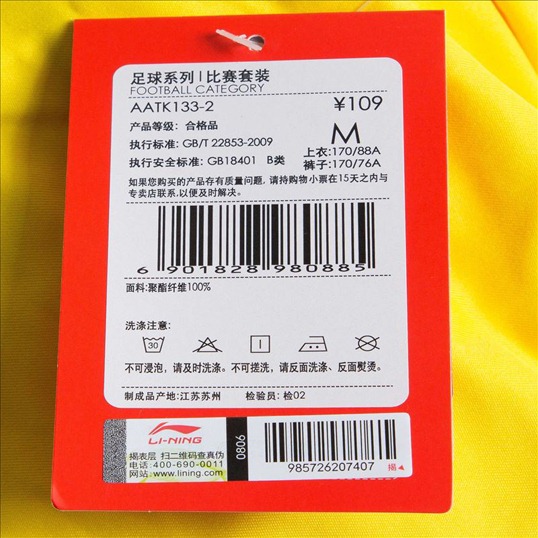 足球系列|比赛套装
FOOTBALL CATEGORY
AATK133-2 ¥109
产品等级：合格品 M
执行标准：GB/T 22853-2009 上衣:170/88A
执行安全标准：GB18401 B类 裤子:170/76A
如果您购买的产品存有质量问题, 请持购物小票在15天之内与
专卖店联系,以便及时解决。
6 901828 980885
面料:聚酯纤维100%
洗涤注意:
30
不可浸泡，请及时洗涤。不可搓洗，请反面洗涤、反面熨烫。
制成品产地:江苏苏州 检验员：检02
LI-NING
揭表层 扫二维码查真伪
电话:400-690-0011
网站:www.lining.com
0806
985726207407
揭